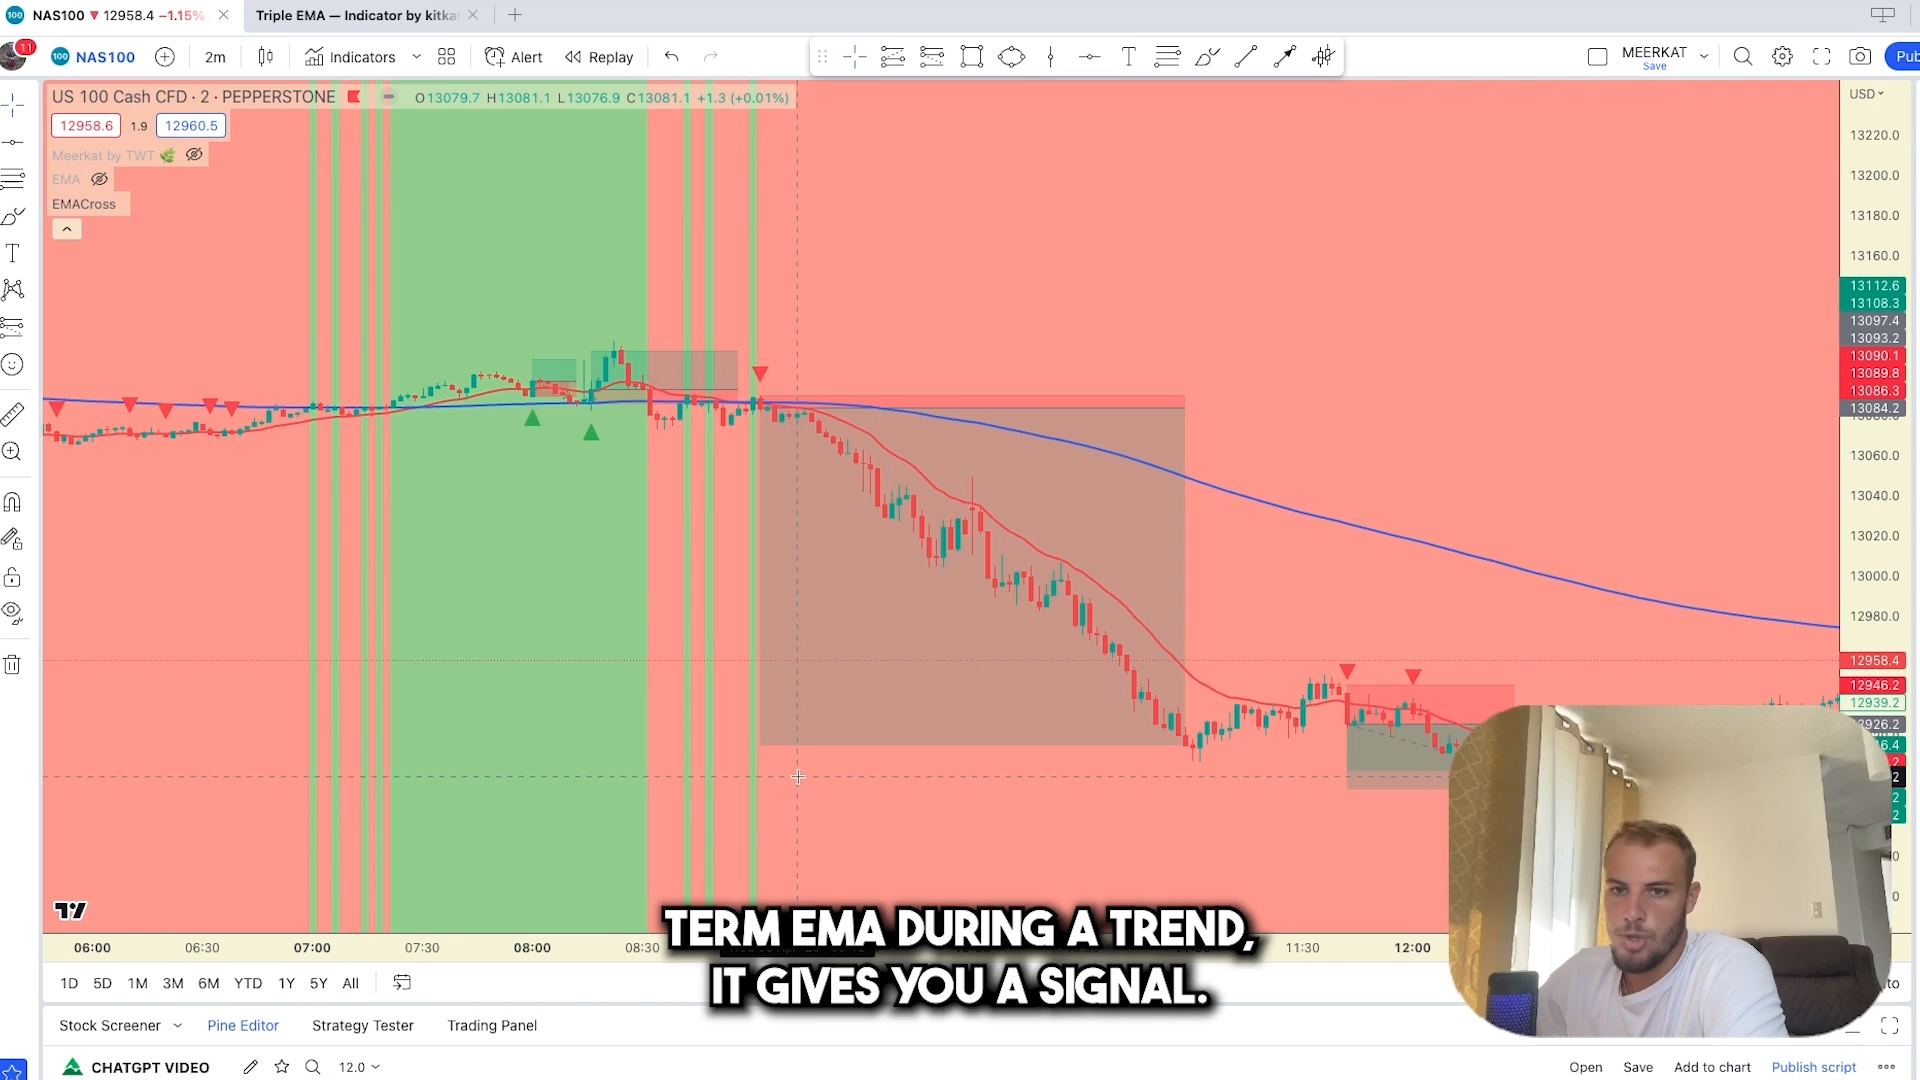 NAS100 ▼ 12958.4 −1.15%
Triple EMA — Indicator by kitka
11
100 NAS100
2m
Indicators
Alert
Replay
MEERKAT
Save
Pub
US 100 Cash CFD · 2 · PEPPERSTONE
O13079.7 H13081.1 L13076.9 C13081.1 +1.3 (+0.01%)
12958.6 1.9 12960.5
Meerkat by TWT
EMA
EMACross
USD
13220.0
13200.0
13180.0
13160.0
13112.6
13108.3
13097.4
13093.2
13090.1
13089.8
13086.3
13084.2
13060.0
13040.0
13020.0
13000.0
12980.0
12958.4
12946.2
12939.2
TERM EMA DURING A TREND,
IT GIVES YOU A SIGNAL.
06:00 06:30 07:00 07:30 08:00 08:30 11:30 12:00
1D 5D 1M 3M 6M YTD 1Y 5Y All
Stock Screener Pine Editor Strategy Tester Trading Panel
CHATGPT VIDEO 12.0
Open Save Add to chart Publish script